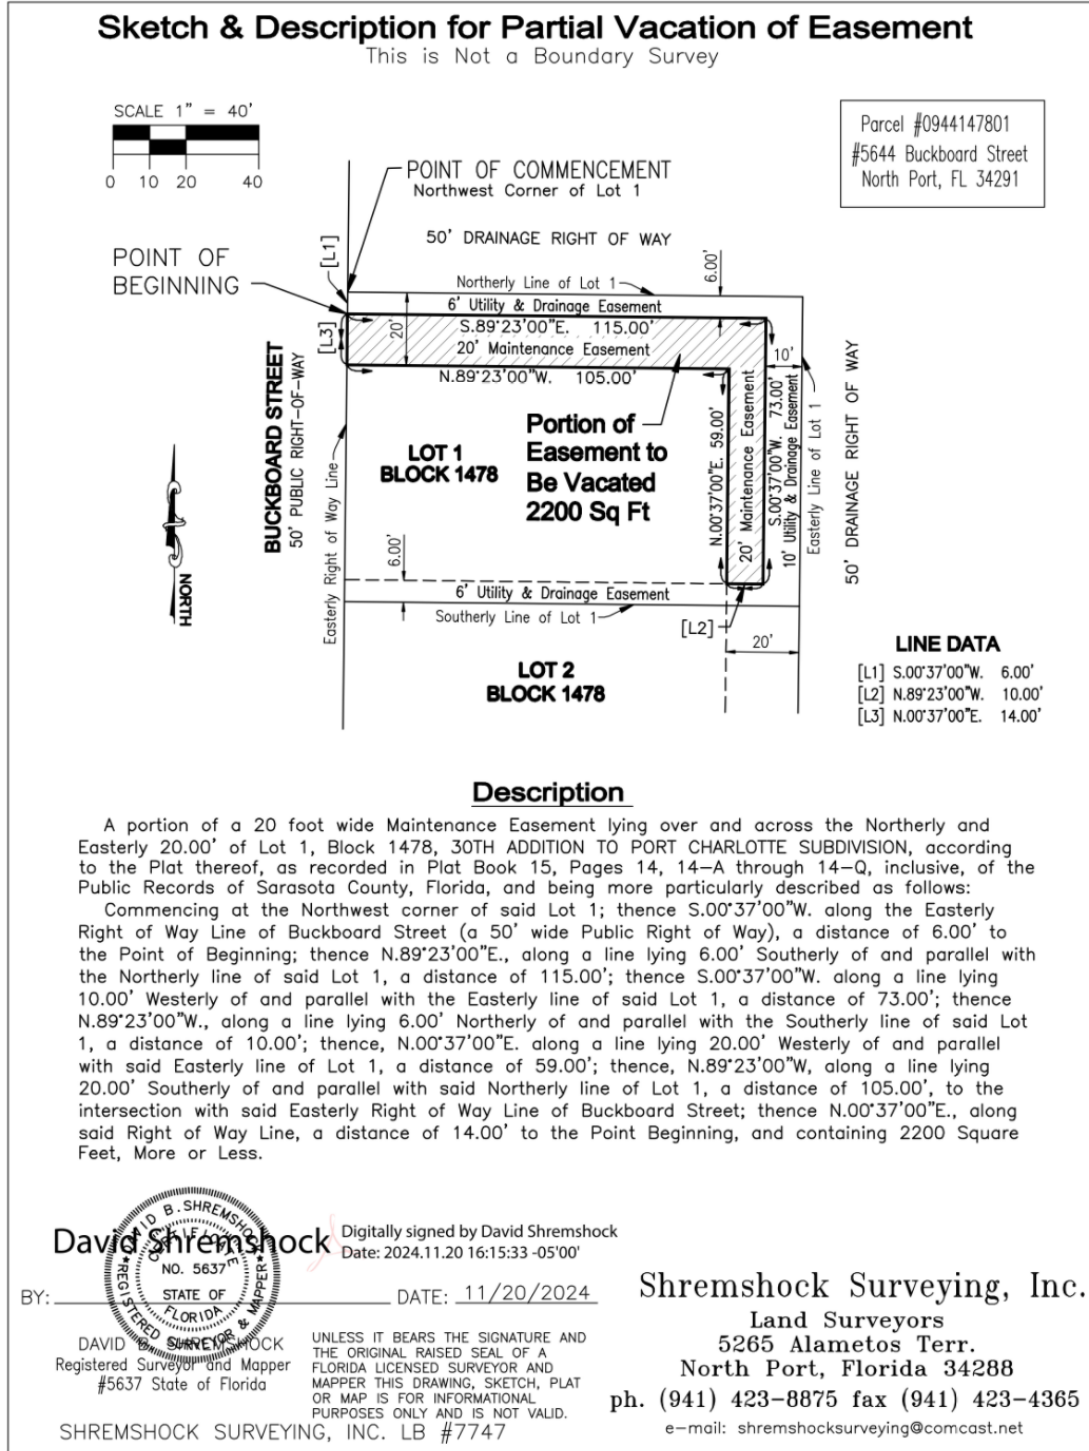 Sketch & Description for Partial Vacation of Easement
This is Not a Boundary Survey
SCALE 1" = 40'
0 10 20 40
Parcel #0944147801
#5644 Buckboard Street
North Port, FL 34291
POINT OF COMMENCEMENT
Northwest Corner of Lot 1
50' DRAINAGE RIGHT OF WAY
[L1]
POINT OF
BEGINNING
6.00'
Northerly Line of Lot 1
6' Utility & Drainage Easement
S.89°23'00"E. 115.00'
20'
20' Maintenance Easement
[L3]
N.89°23'00"W. 105.00'
10'
BUCKBOARD STREET
50' PUBLIC RIGHT-OF-WAY
Easterly Right of Way Line
LOT 1
BLOCK 1478
Portion of
Easement to
Be Vacated
2200 Sq Ft
N.00°37'00"E. 59.00'
20' Maintenance Easement
S.00°37'00"W. 73.00'
10' Utility & Drainage Easement
Easterly Line of Lot 1
50' DRAINAGE RIGHT OF WAY
NORTH
6.00'
6' Utility & Drainage Easement
Southerly Line of Lot 1
[L2]
20'
LOT 2
BLOCK 1478
LINE DATA
[L1] S.00°37'00"W. 6.00'
[L2] N.89°23'00"W. 10.00'
[L3] N.00°37'00"E. 14.00'
Description
A portion of a 20 foot wide Maintenance Easement lying over and across the Northerly and
Easterly 20.00' of Lot 1, Block 1478, 30TH ADDITION TO PORT CHARLOTTE SUBDIVISION, according
to the Plat thereof, as recorded in Plat Book 15, Pages 14, 14-A through 14-Q, inclusive, of the
Public Records of Sarasota County, Florida, and being more particularly described as follows:
Commencing at the Northwest corner of said Lot 1; thence S.00°37'00"W. along the Easterly
Right of Way Line of Buckboard Street (a 50' wide Public Right of Way), a distance of 6.00' to
the Point of Beginning; thence N.89°23'00"E., along a line lying 6.00' Southerly of and parallel with
the Northerly line of said Lot 1, a distance of 115.00'; thence S.00°37'00"W. along a line lying
10.00' Westerly of and parallel with the Easterly line of said Lot 1, a distance of 73.00'; thence
N.89°23'00"W., along a line lying 6.00' Northerly of and parallel with the Southerly line of said Lot
1, a distance of 10.00'; thence, N.00°37'00"E. along a line lying 20.00' Westerly of and parallel
with said Easterly line of Lot 1, a distance of 59.00'; thence, N.89°23'00"W, along a line lying
20.00' Southerly of and parallel with said Northerly line of Lot 1, a distance of 105.00', to the
intersection with said Easterly Right of Way Line of Buckboard Street; thence N.00°37'00"E., along
said Right of Way Line, a distance of 14.00' to the Point Beginning, and containing 2200 Square
Feet, More or Less.
David Shremshock
Digitally signed by David Shremshock
Date: 2024.11.20 16:15:33 -05'00'
DAVID B. SHREMSHOCK
CERTIFICATE
NO. 5637
STATE OF
FLORIDA
REGISTERED SURVEYOR & MAPPER
BY:
DATE: 11/20/2024
DAVID B. SHREMSHOCK
Registered Surveyor and Mapper
#5637 State of Florida
UNLESS IT BEARS THE SIGNATURE AND
THE ORIGINAL RAISED SEAL OF A
FLORIDA LICENSED SURVEYOR AND
MAPPER THIS DRAWING, SKETCH, PLAT
OR MAP IS FOR INFORMATIONAL
PURPOSES ONLY AND IS NOT VALID.
SHREMSHOCK SURVEYING, INC. LB #7747
Shremshock Surveying, Inc.
Land Surveyors
5265 Alametos Terr.
North Port, Florida 34288
ph. (941) 423-8875 fax (941) 423-4365
e-mail: shremshocksurveying@comcast.net